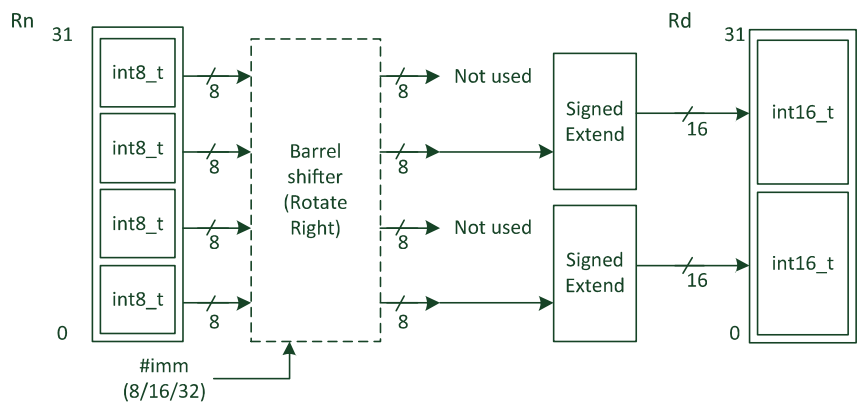 Rn
Rd
31
31
int8_t
8
8
Not used
Signed
Extend
16
int16_t
int8_t
8
8
Barrel
shifter
(Rotate
Right)
int8_t
8
8
Not used
Signed
Extend
16
int16_t
int8_t
8
8
0
0
#imm
(8/16/32)